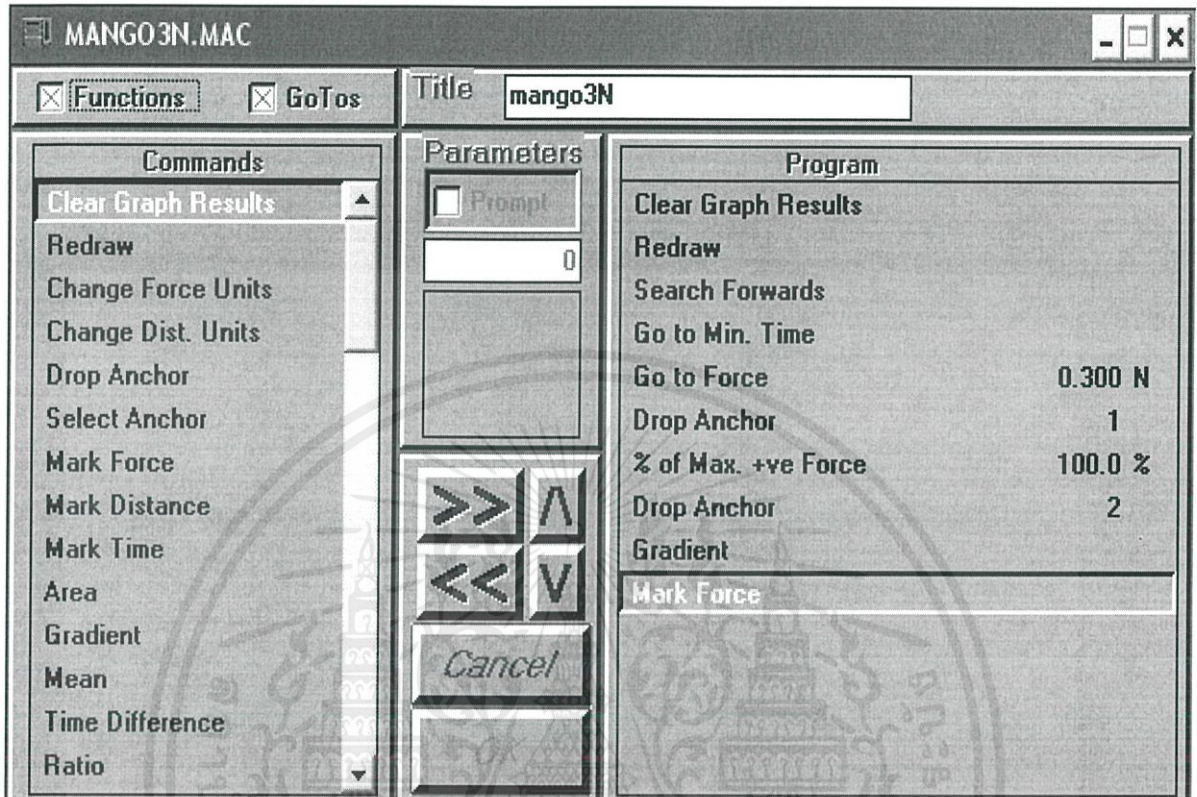 MANGO3N.MAC
Functions GoTos
Title mango3N
Commands
Clear Graph Results
Redraw
Change Force Units
Change Dist. Units
Drop Anchor
Select Anchor
Mark Force
Mark Distance
Mark Time
Area
Gradient
Mean
Time Difference
Ratio
Parameters
Prompt
0
>> Λ
<< V
Cancel
OK
Program
Clear Graph Results
Redraw
Search Forwards
Go to Min. Time
Go to Force 0.300 N
Drop Anchor 1
% of Max. +ve Force 100.0 %
Drop Anchor 2
Gradient
Mark Force